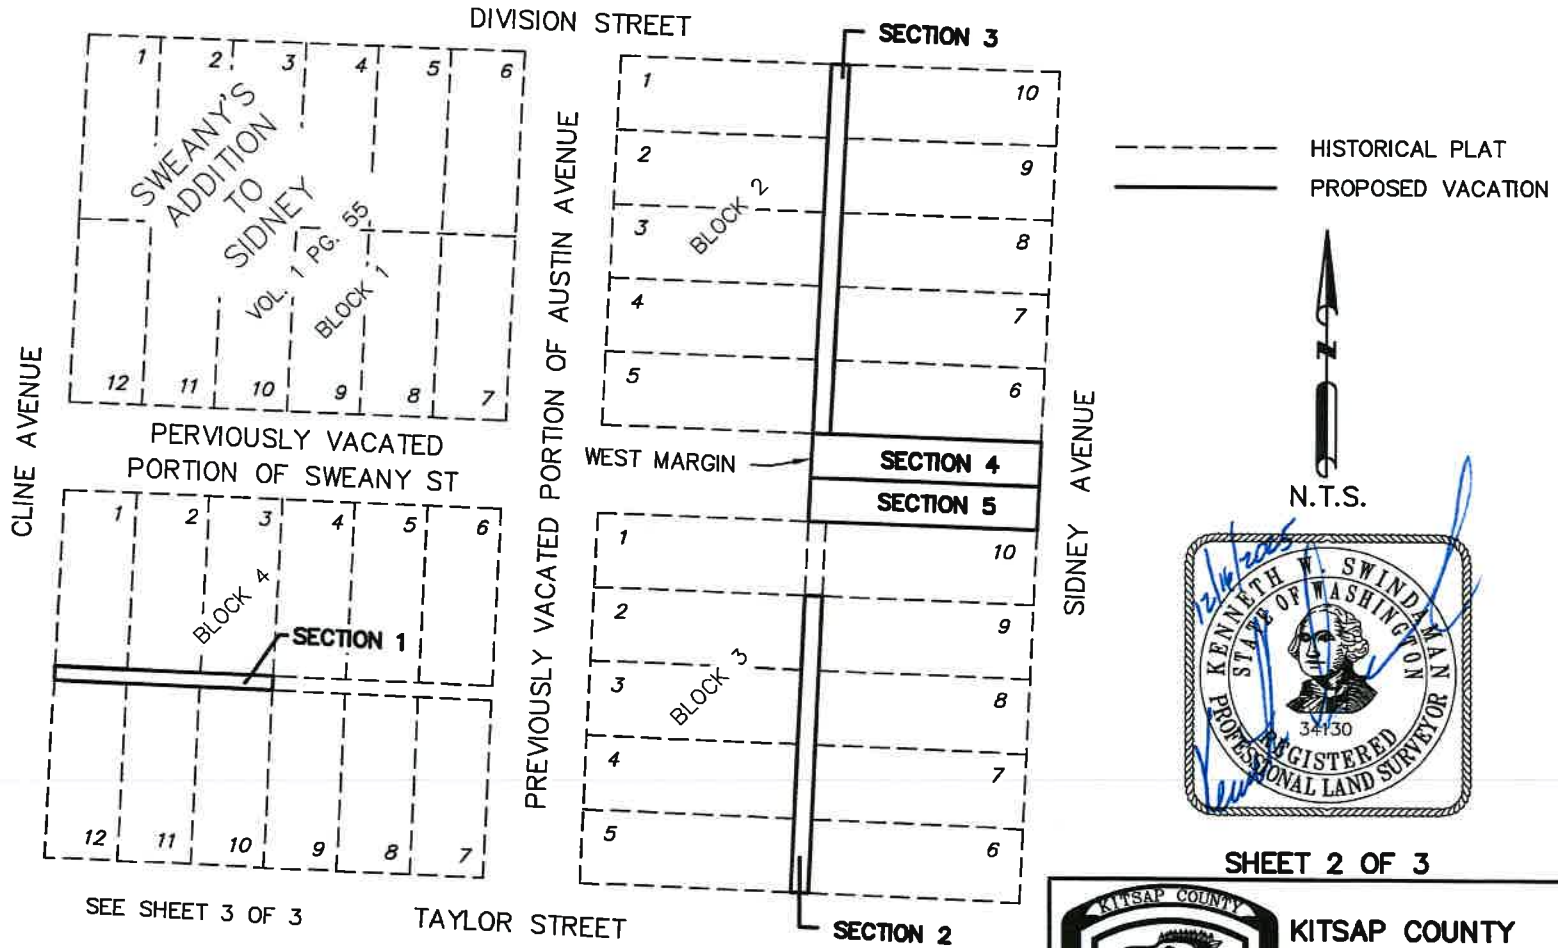 DIVISION STREET
SECTION 3
1 2 3 4 5 6
SWEANY'S
ADDITION
TO
SIDNEY
VOL. 1 PG. 55
BLOCK 1
12 11 10 9 8 7
CLINE AVENUE
PERVIOUSLY VACATED
PORTION OF SWEANY ST
PREVIOUSLY VACATED PORTION OF AUSTIN AVENUE
1 10
2 9
BLOCK 2
3 8
4 7
5 6
WEST MARGIN
SECTION 4
SECTION 5
SIDNEY AVENUE
1 2 3 4 5 6
BLOCK 4
SECTION 1
12 11 10 9 8 7
1 10
2 9
BLOCK 3
3 8
4 7
5 6
SEE SHEET 3 OF 3
TAYLOR STREET
SECTION 2
HISTORICAL PLAT
PROPOSED VACATION
N
N.T.S.
12/16/2005
KENNETH W. SWINDAMAN
STATE OF WASHINGTON
34130
REGISTERED
PROFESSIONAL LAND SURVEYOR
SHEET 2 OF 3
KITSAP COUNTY
KITSAP COUNTY